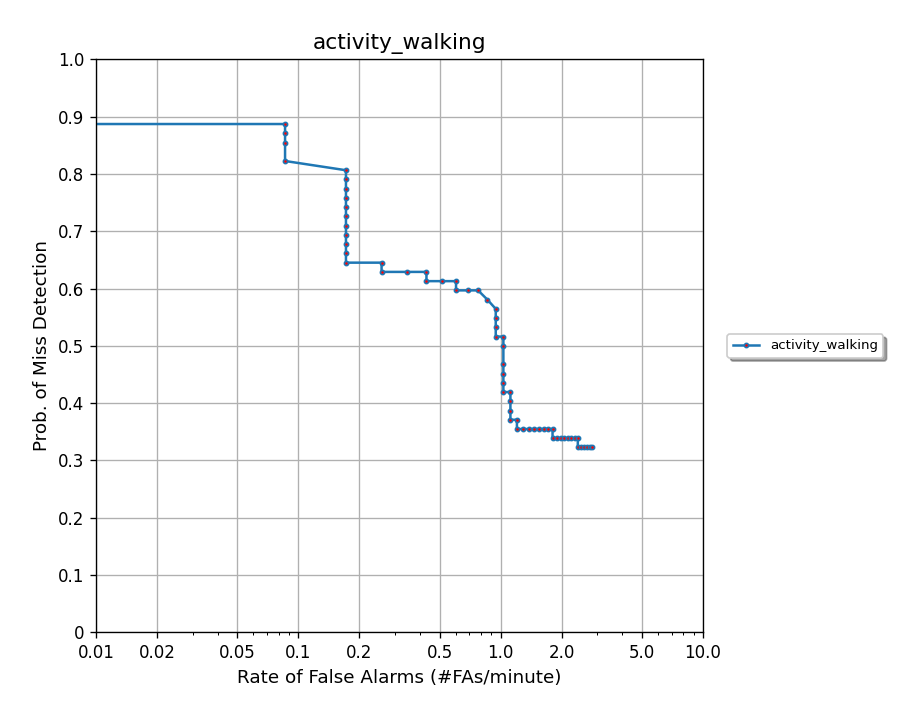 activity_walking
1.0
0.9
0.8
0.7
0.6
0.5
0.4
0.3
0.2
0.1
0
Prob. of Miss Detection
0.01 0.02 0.05 0.1 0.2 0.5 1.0 2.0 5.0 10.0
Rate of False Alarms (#FAs/minute)
activity_walking